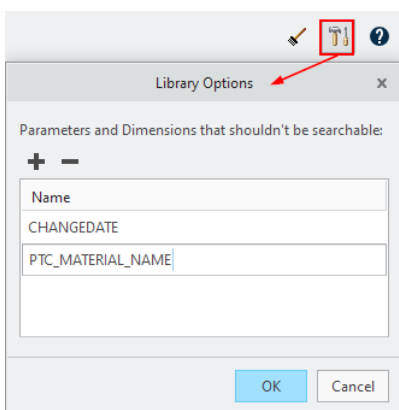 Library Options
Parameters and Dimensions that shouldn't be searchable:
Name
CHANGEDATE
PTC_MATERIAL_NAME
OK Cancel